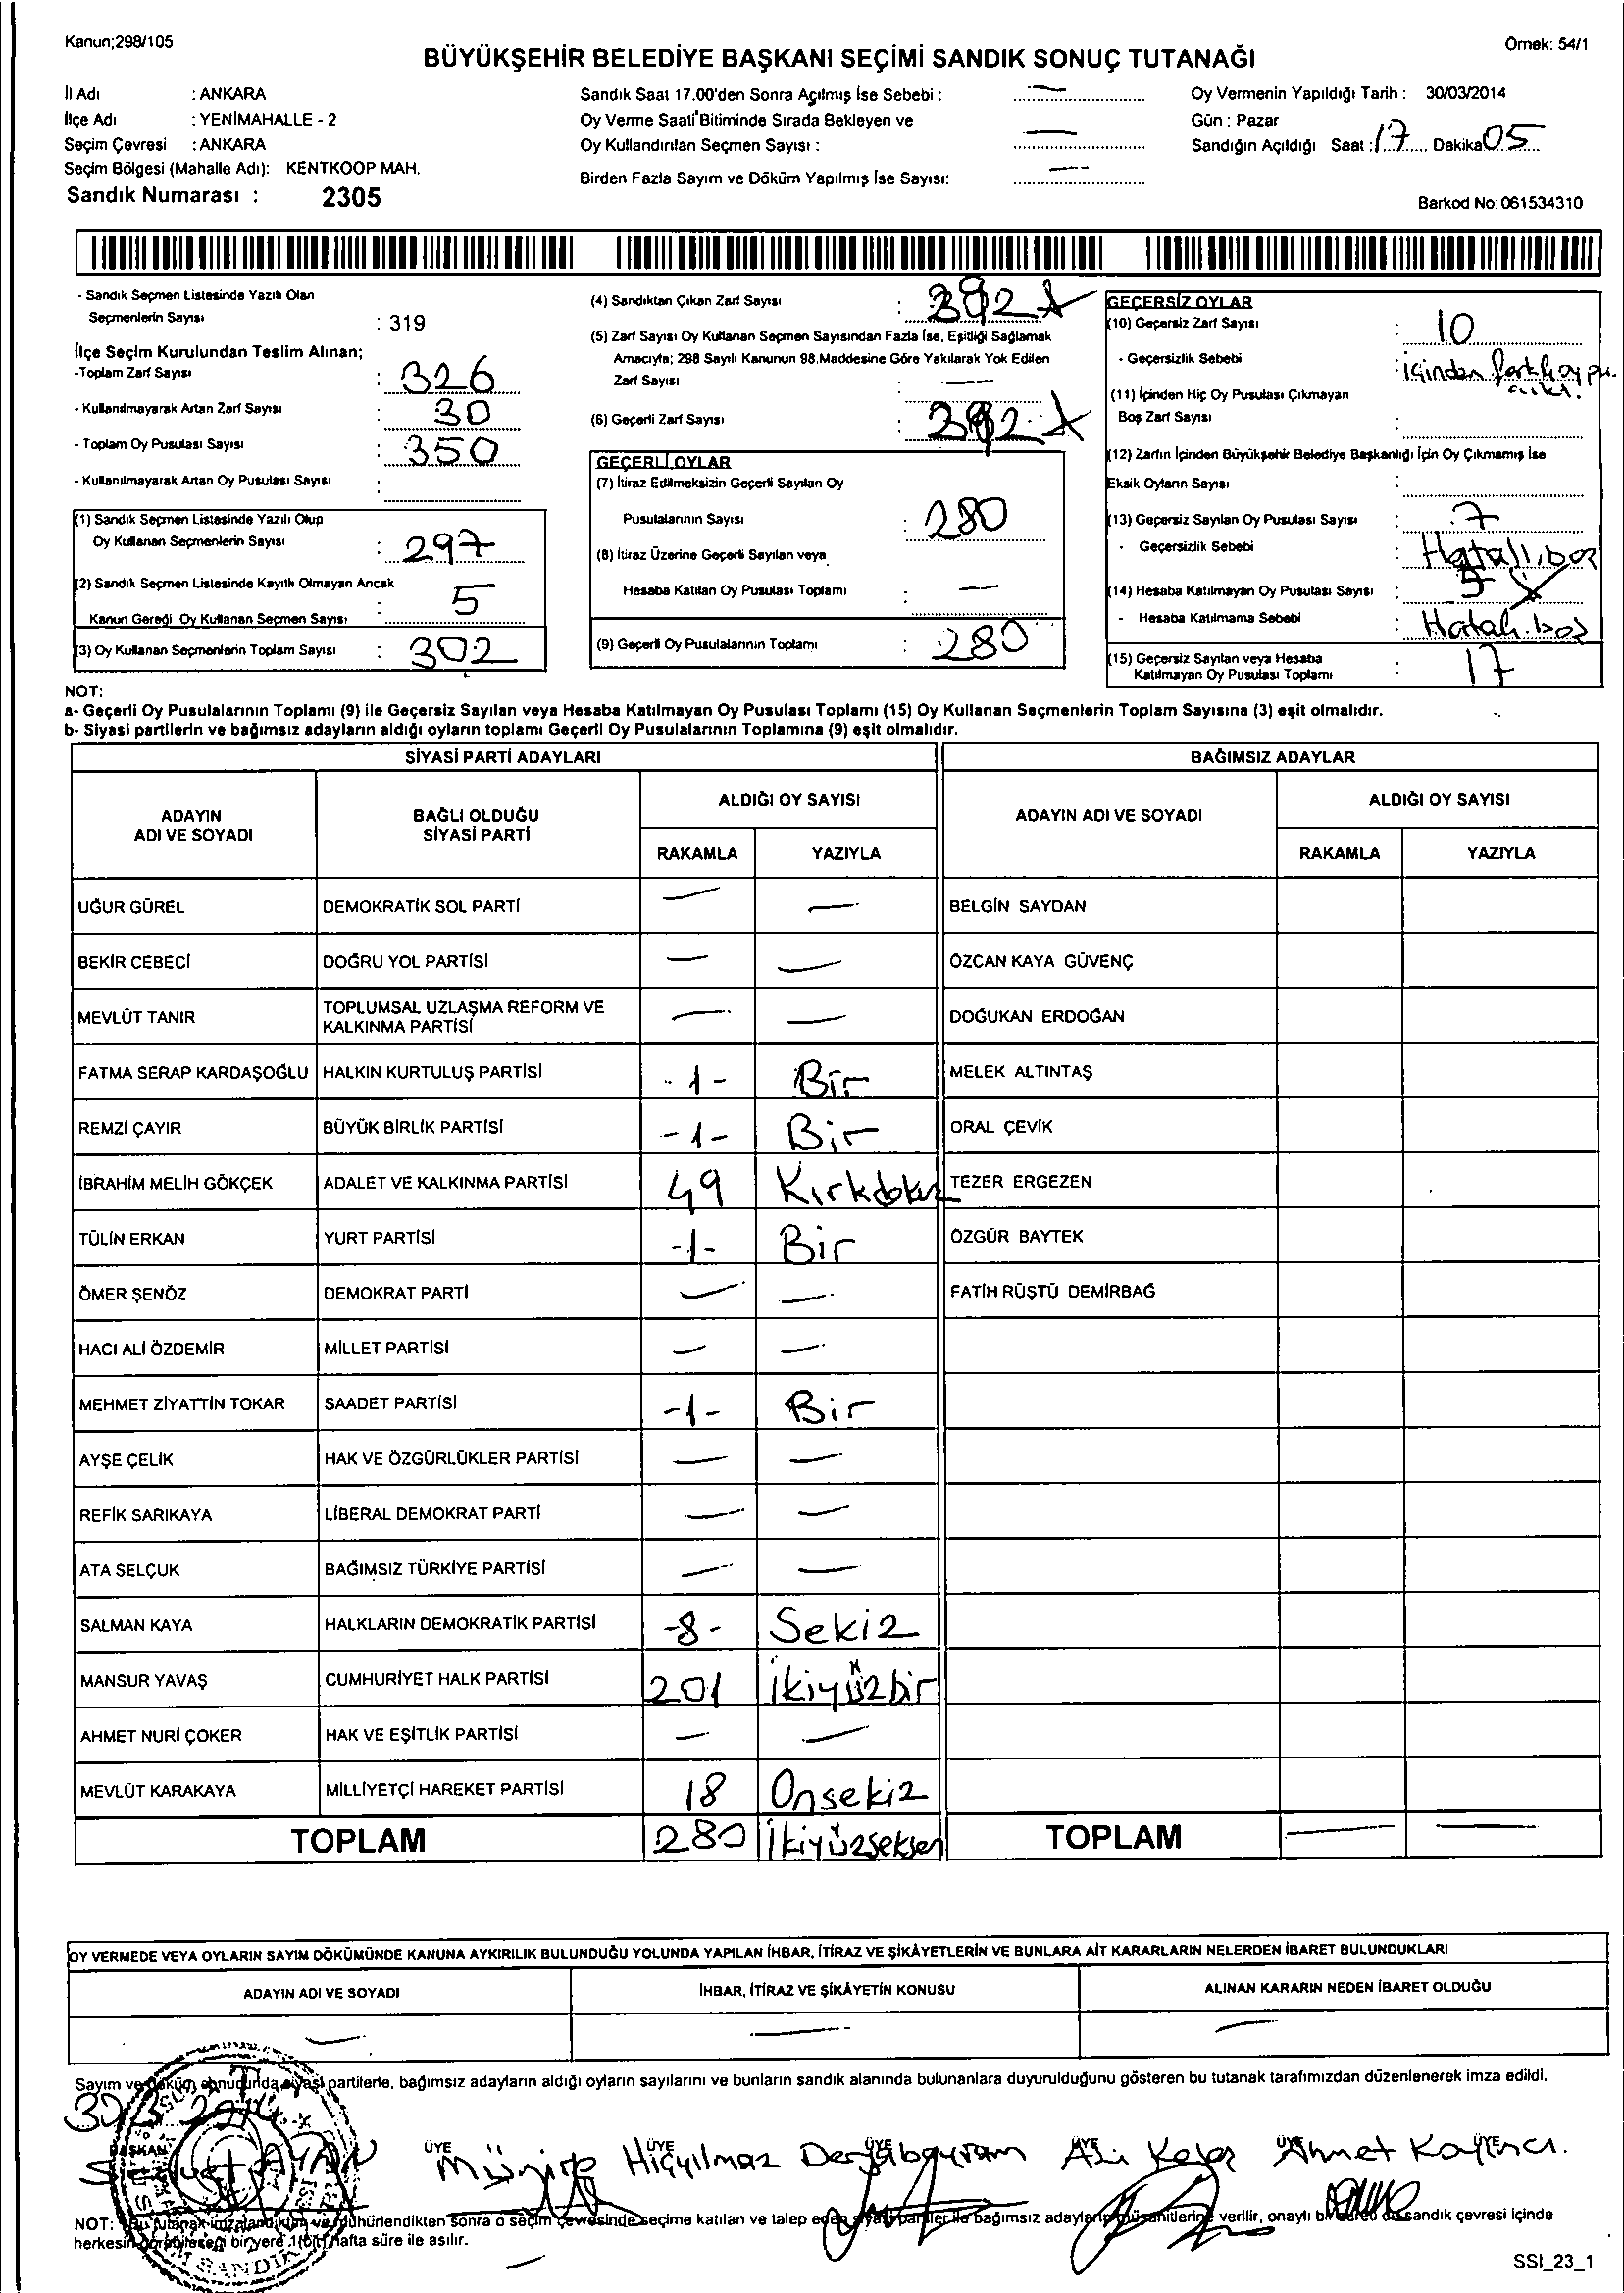 Kanun;298/105
Örnek: 54/1
BÜYÜKŞEHİR BELEDİYE BAŞKANI SEÇİMİ SANDIK SONUÇ TUTANAĞI
İl Adı : ANKARA
İlçe Adı : YENİMAHALLE - 2
Seçim Çevresi : ANKARA
Seçim Bölgesi (Mahalle Adı): KENTKOOP MAH.
Sandık Numarası : 2305
Sandık Saat 17.00'den Sonra Açılmış İse Sebebi : —
Oy Verme Saati Bitiminde Sırada Bekleyen ve
Oy Kullandırılan Seçmen Sayısı : —
Birden Fazla Sayım ve Döküm Yapılmış İse Sayısı: —
Oy Vermenin Yapıldığı Tarih : 30/03/2014
Gün : Pazar
Sandığın Açıldığı Saat : 17 Dakika 05
Barkod No: 061534310
- Sandık Seçmen Listesinde Yazılı Olan
Seçmenlerin Sayısı : 319
İlçe Seçim Kurulundan Teslim Alınan;
-Toplam Zarf Sayısı : 326
- Kullanılmayarak Artan Zarf Sayısı : 30
- Toplam Oy Pusulası Sayısı : 350
- Kullanılmayarak Artan Oy Pusulası Sayısı :
(1) Sandık Seçmen Listesinde Yazılı Olup
Oy Kullanan Seçmenlerin Sayısı : 297
(2) Sandık Seçmen Listesinde Kayıtlı Olmayan Ancak
Kanun Gereği Oy Kullanan Seçmen Sayısı : 5
(3) Oy Kullanan Seçmenlerin Toplam Sayısı : 302
(4) Sandıktan Çıkan Zarf Sayısı :
(5) Zarf Sayısı Oy Kullanan Seçmen Sayısından Fazla İse, Eşitliği Sağlamak
Amacıyla; 298 Sayılı Kanunun 98.Maddesine Göre Yakılarak Yok Edilen
Zarf Sayısı : —
(6) Geçerli Zarf Sayısı :
GEÇERLİ OYLAR
(7) İtiraz Edilmeksizin Geçerli Sayılan Oy
Pusulalarının Sayısı : 280
(8) İtiraz Üzerine Geçerli Sayılan veya
Hesaba Katılan Oy Pusulası Toplamı : —
(9) Geçerli Oy Pusulalarının Toplamı : 280
GEÇERSİZ OYLAR
(10) Geçersiz Zarf Sayısı : 10
- Geçersizlik Sebebi : içinden farklı oy pu.
(11) İçinden Hiç Oy Pusulası Çıkmayan
Boş Zarf Sayısı :
(12) Zarfın İçinden Büyükşehir Belediye Başkanlığı İçin Oy Çıkmamış İse
Eksik Oyların Sayısı :
(13) Geçersiz Sayılan Oy Pusulası Sayısı : 7
- Geçersizlik Sebebi : Hatalı, boş
(14) Hesaba Katılmayan Oy Pusulası Sayısı :
- Hesaba Katılmama Sebebi : Hatalı. boş
(15) Geçersiz Sayılan veya Hesaba
Katılmayan Oy Pusulası Toplamı : 17
NOT:
a- Geçerli Oy Pusulalarının Toplamı (9) ile Geçersiz Sayılan veya Hesaba Katılmayan Oy Pusulası Toplamı (15) Oy Kullanan Seçmenlerin Toplam Sayısına (3) eşit olmalıdır.
b- Siyasi partilerin ve bağımsız adayların aldığı oyların toplamı Geçerli Oy Pusulalarının Toplamına (9) eşit olmalıdır.
SİYASİ PARTİ ADAYLARI
ADAYIN ADI VE SOYADI BAĞLI OLDUĞU SİYASİ PARTİ ALDIĞI OY SAYISI
RAKAMLA YAZIYLA
UĞUR GÜREL DEMOKRATİK SOL PARTİ — —
BEKİR CEBECİ DOĞRU YOL PARTİSİ — —
MEVLÜT TANIR TOPLUMSAL UZLAŞMA REFORM VE KALKINMA PARTİSİ — —
FATMA SERAP KARDAŞOĞLU HALKIN KURTULUŞ PARTİSİ -1- Bir
REMZİ ÇAYIR BÜYÜK BİRLİK PARTİSİ -1- Bir
İBRAHİM MELİH GÖKÇEK ADALET VE KALKINMA PARTİSİ 49 Kırkdokuz
TÜLİN ERKAN YURT PARTİSİ -1- Bir
ÖMER ŞENÖZ DEMOKRAT PARTİ — —
HACI ALİ ÖZDEMİR MİLLET PARTİSİ — —
MEHMET ZİYATTİN TOKAR SAADET PARTİSİ -1- Bir
AYŞE ÇELİK HAK VE ÖZGÜRLÜKLER PARTİSİ — —
REFİK SARIKAYA LİBERAL DEMOKRAT PARTİ — —
ATA SELÇUK BAĞIMSIZ TÜRKİYE PARTİSİ — —
SALMAN KAYA HALKLARIN DEMOKRATİK PARTİSİ -8- Sekiz
MANSUR YAVAŞ CUMHURİYET HALK PARTİSİ 201 İkiyüzbir
AHMET NURİ ÇOKER HAK VE EŞİTLİK PARTİSİ — —
MEVLÜT KARAKAYA MİLLİYETÇİ HAREKET PARTİSİ 18 Onsekiz
TOPLAM 280 İkiyüzseksen
BAĞIMSIZ ADAYLAR
ADAYIN ADI VE SOYADI ALDIĞI OY SAYISI
RAKAMLA YAZIYLA
BELGİN SAYDAN
ÖZCAN KAYA GÜVENÇ
DOĞUKAN ERDOĞAN
MELEK ALTINTAŞ
ORAL ÇEVİK
TEZER ERGEZEN
ÖZGÜR BAYTEK
FATİH RÜŞTÜ DEMİRBAĞ
TOPLAM — —
OY VERMEDE VEYA OYLARIN SAYIM DÖKÜMÜNDE KANUNA AYKIRILIK BULUNDUĞU YOLUNDA YAPILAN İHBAR, İTİRAZ VE ŞİKÂYETLERİN VE BUNLARA AİT KARARLARIN NELERDEN İBARET BULUNDUKLARI
ADAYIN ADI VE SOYADI İHBAR, İTİRAZ VE ŞİKÂYETİN KONUSU ALINAN KARARIN NEDEN İBARET OLDUĞU
— — —
Sayım ve döküm sonucunda siyasi partilerle, bağımsız adayların aldığı oyların sayılarını ve bunların sandık alanında bulunanlara duyurulduğunu gösteren bu tutanak tarafımızdan düzenlenerek imza edildi.
BAŞKAN ÜYE ÜYE ÜYE ÜYE ÜYE ÜYE
AYAN Münire Hiçyılmaz Derya bayram Ali Keleş Ahmet
NOT: Bu tutanak imzalandıktan ve mühürlendikten sonra o seçim çevresinde seçime katılan ve talep eden siyasi partiler ile bağımsız adayların müşahitlerine verilir, onaylı bir sureti de sandık çevresi içinde
herkesin görebileceği bir yere 1(bir) hafta süre ile asılır.
SSI_23_1